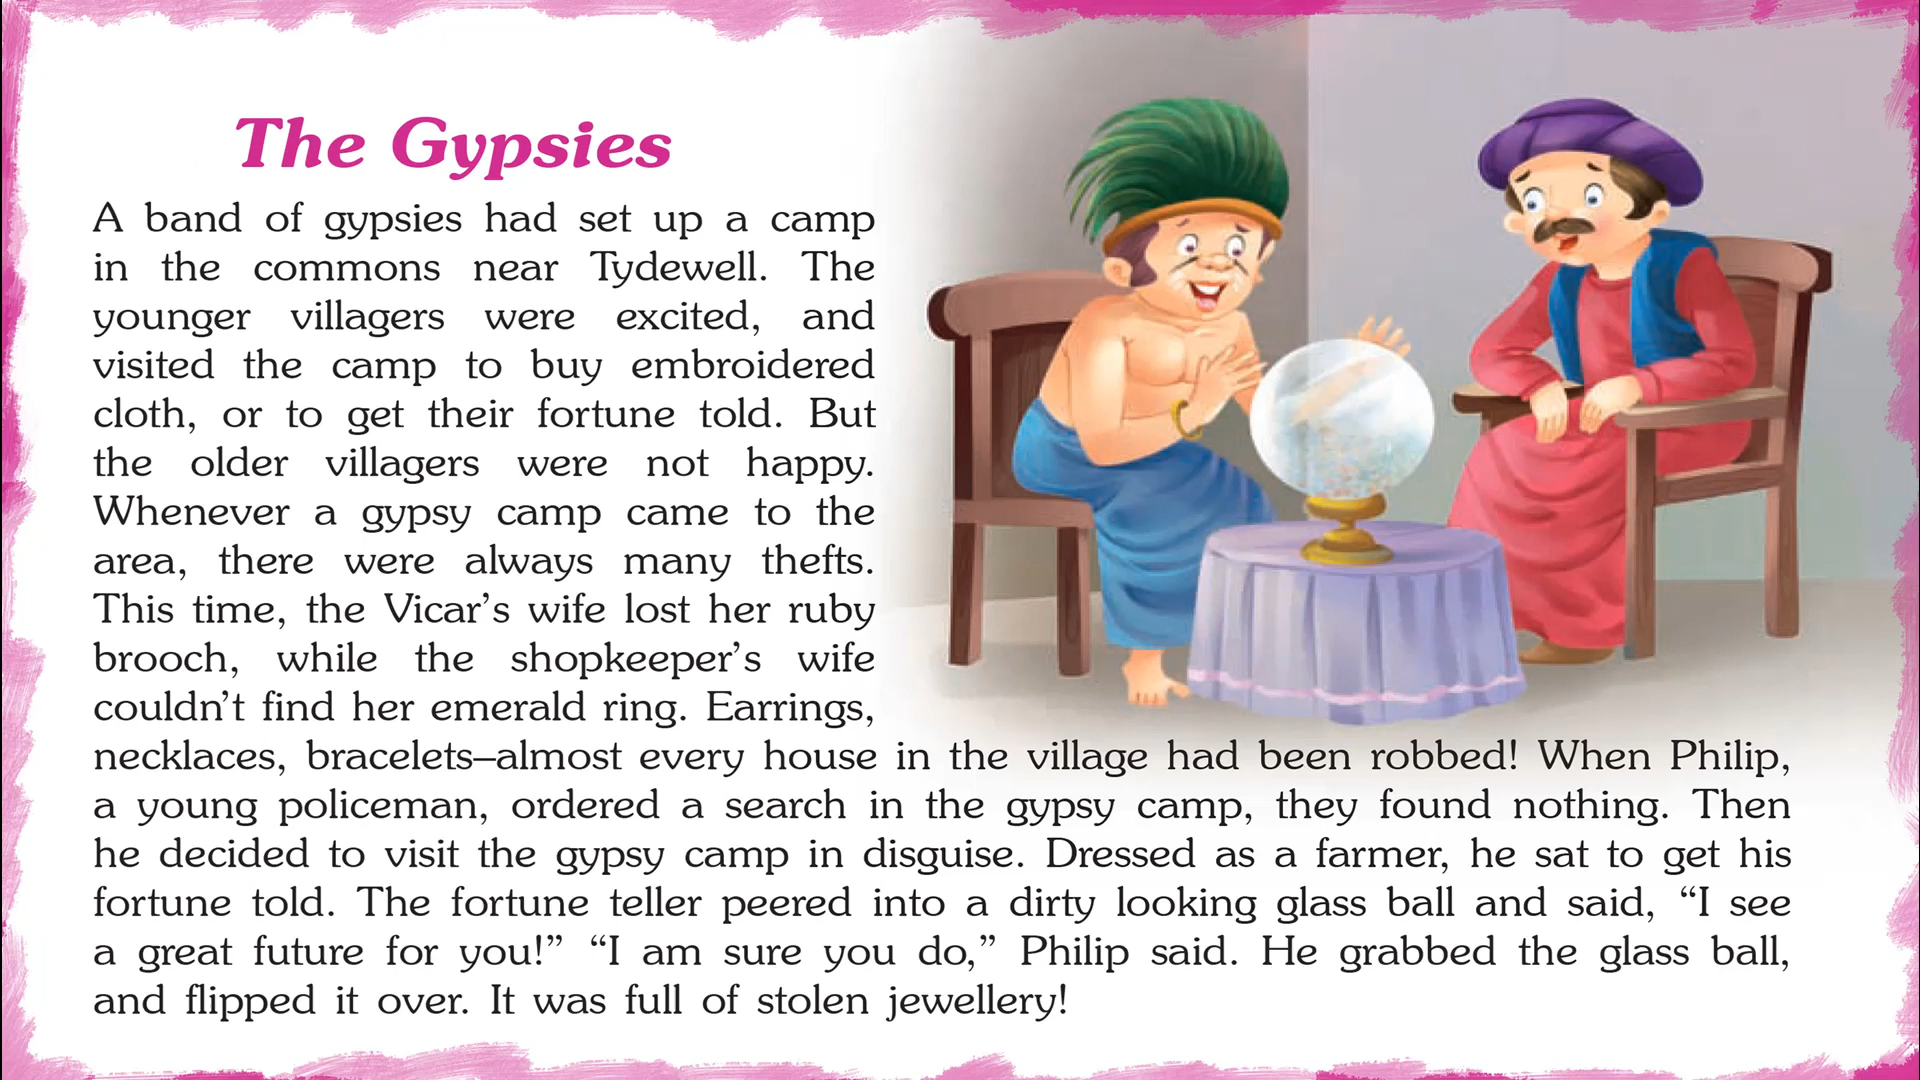 The Gypsies
A band of gypsies had set up a camp
in the commons near Tydewell. The
younger villagers were excited, and
visited the camp to buy embroidered
cloth, or to get their fortune told. But
the older villagers were not happy.
Whenever a gypsy camp came to the
area, there were always many thefts.
This time, the Vicar’s wife lost her ruby
brooch, while the shopkeeper’s wife
couldn’t find her emerald ring. Earrings,
necklaces, bracelets–almost every house in the village had been robbed! When Philip,
a young policeman, ordered a search in the gypsy camp, they found nothing. Then
he decided to visit the gypsy camp in disguise. Dressed as a farmer, he sat to get his
fortune told. The fortune teller peered into a dirty looking glass ball and said, “I see
a great future for you!” “I am sure you do,” Philip said. He grabbed the glass ball,
and flipped it over. It was full of stolen jewellery!